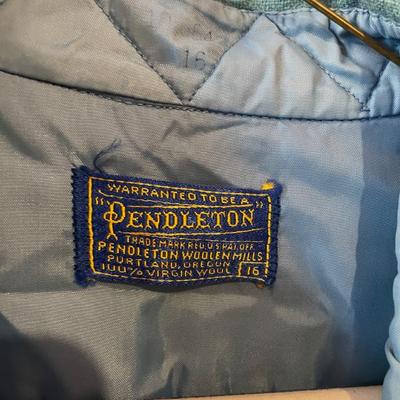 16
WARRANTED TO BE A
"PENDLETON"
TRADE MARK REG. U.S. PAT. OFF.
PENDLETON WOOLEN MILLS
PORTLAND, OREGON
100% VIRGIN WOOL 16